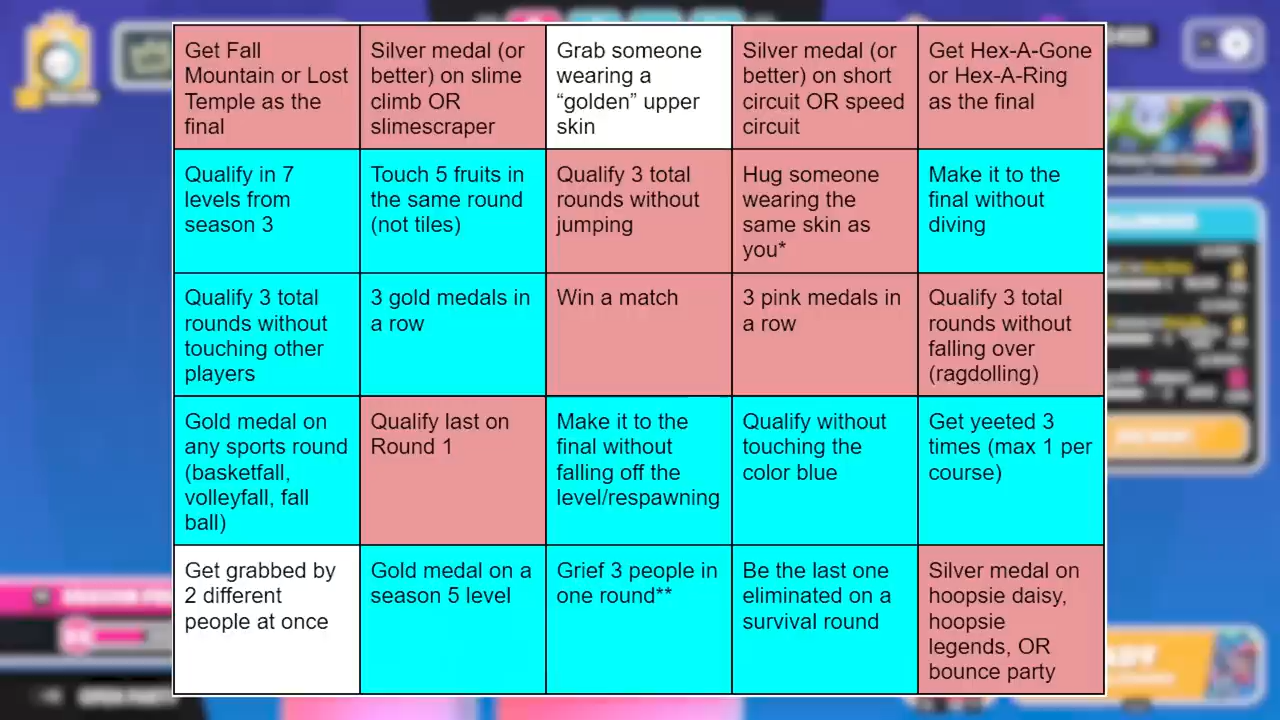 Get Fall
Mountain or Lost
Temple as the
final
Silver medal (or
better) on slime
climb OR
slimescraper
Grab someone
wearing a
“golden” upper
skin
Silver medal (or
better) on short
circuit OR speed
circuit
Get Hex-A-Gone
or Hex-A-Ring
as the final
Qualify in 7
levels from
season 3
Touch 5 fruits in
the same round
(not tiles)
Qualify 3 total
rounds without
jumping
Hug someone
wearing the
same skin as
you*
Make it to the
final without
diving
Qualify 3 total
rounds without
touching other
players
3 gold medals in
a row
Win a match
3 pink medals in
a row
Qualify 3 total
rounds without
falling over
(ragdolling)
Gold medal on
any sports round
(basketfall,
volleyfall, fall
ball)
Qualify last on
Round 1
Make it to the
final without
falling off the
level/respawning
Qualify without
touching the
color blue
Get yeeted 3
times (max 1 per
course)
Get grabbed by
2 different
people at once
Gold medal on a
season 5 level
Grief 3 people in
one round**
Be the last one
eliminated on a
survival round
Silver medal on
hoopsie daisy,
hoopsie
legends, OR
bounce party